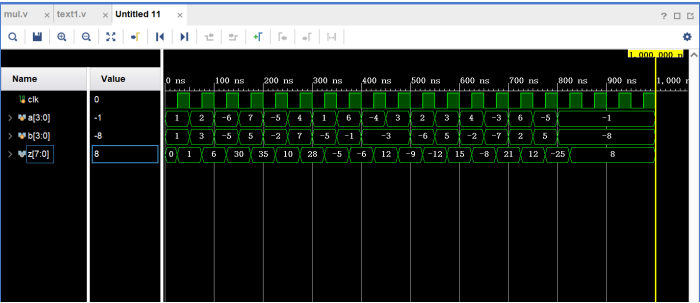 mul.v × text1.v × Untitled 11 × ? □
1,000,000 n
Name Value 0 ns 100 ns 200 ns 300 ns 400 ns 500 ns 600 ns 700 ns 800 ns 900 ns 1,000 r
clk 0
> a[3:0] -1 1 2 -6 7 -5 4 1 6 -4 3 2 3 4 -3 6 -5 -1
> b[3:0] -8 1 3 -5 5 -2 7 -5 -1 -3 -6 5 -2 -7 2 5 -8
> z[7:0] 8 0 1 6 30 35 10 28 -5 -6 12 -9 -12 15 -8 21 12 -25 8